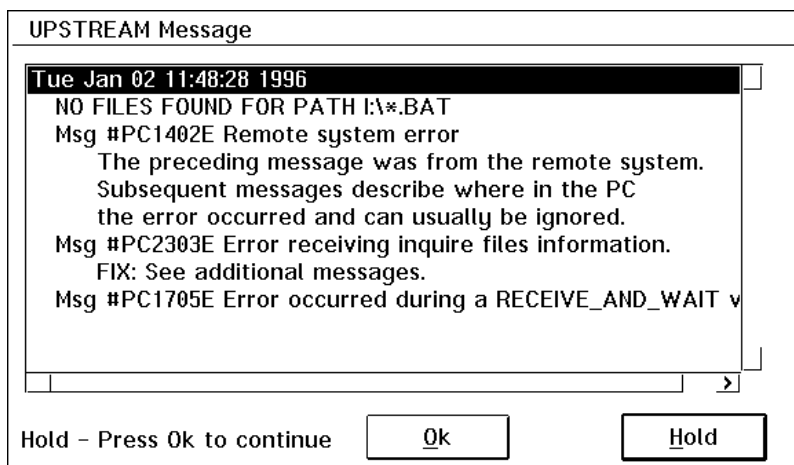 UPSTREAM Message
Tue Jan 02 11:48:28 1996
NO FILES FOUND FOR PATH I:\*.BAT
Msg #PC1402E Remote system error
The preceding message was from the remote system.
Subsequent messages describe where in the PC
the error occurred and can usually be ignored.
Msg #PC2303E Error receiving inquire files information.
FIX: See additional messages.
Msg #PC1705E Error occurred during a RECEIVE_AND_WAIT v
Hold - Press Ok to continue
Ok
Hold